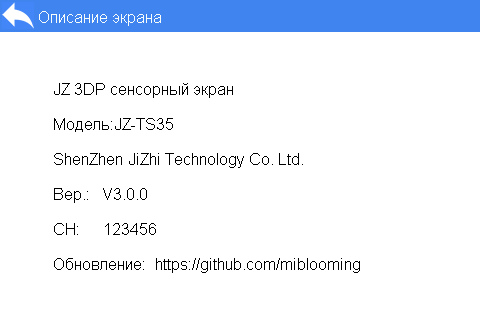 Описание экрана
JZ 3DP сенсорный экран
Модель:JZ-TS35
ShenZhen JiZhi Technology Co. Ltd.
Вер.: V3.0.0
СН: 123456
Обновление: https://github.com/miblooming